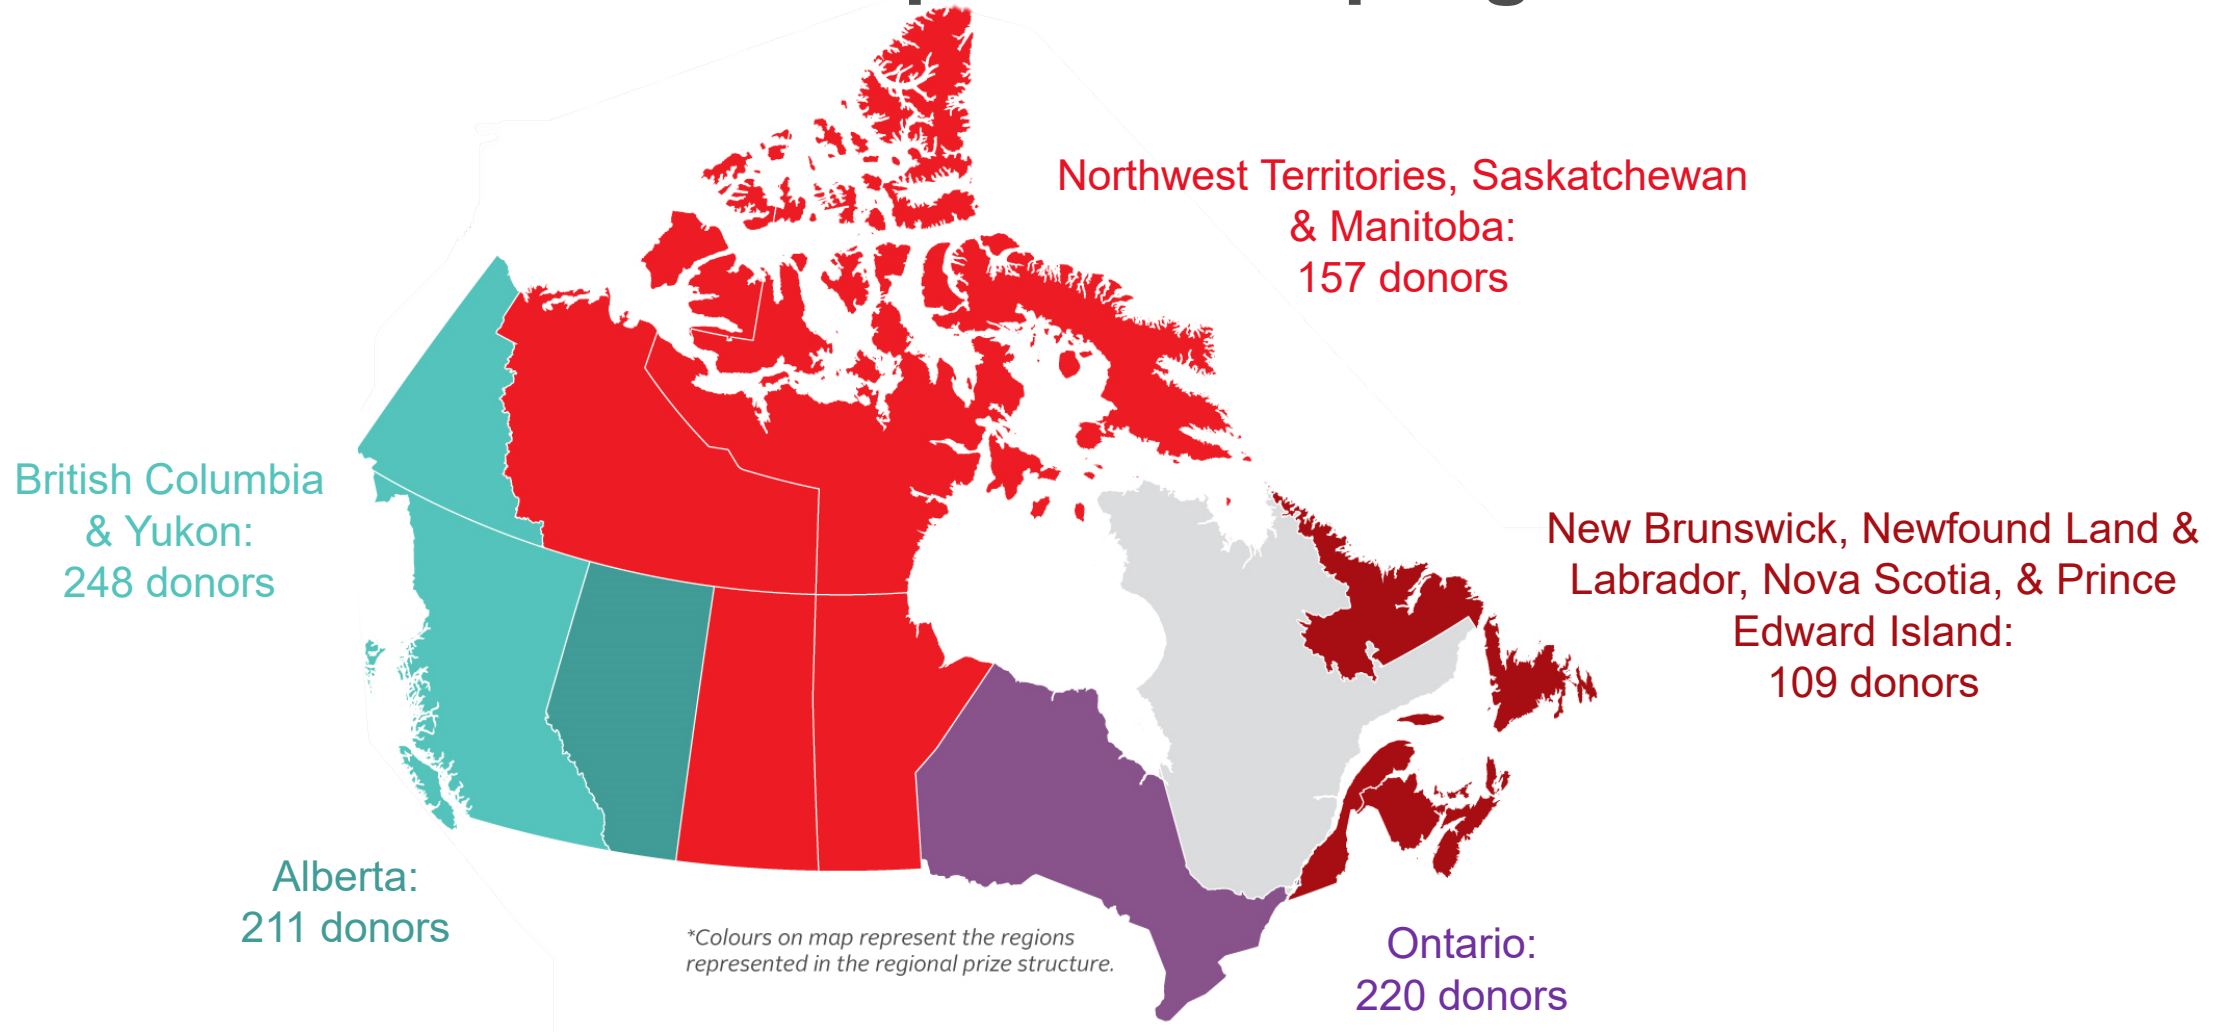 Northwest Territories, Saskatchewan
& Manitoba:
157 donors
British Columbia
& Yukon:
248 donors
New Brunswick, Newfound Land &
Labrador, Nova Scotia, & Prince
Edward Island:
109 donors
Alberta:
211 donors
*Colours on map represent the regions
represented in the regional prize structure.
Ontario:
220 donors